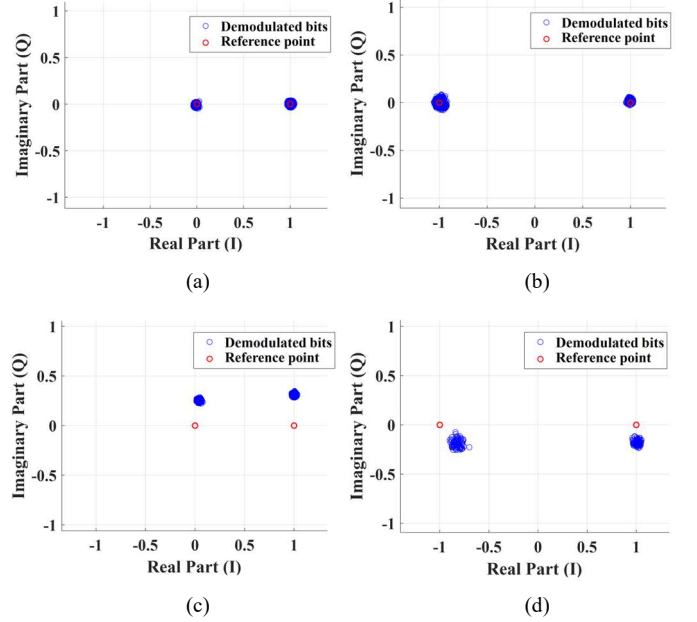 1
0.5
0
-0.5
-1
-1
-0.5
0
0.5
1
Imaginary Part (Q)
Real Part (I)
Demodulated bits
Reference point
(a)
1
0.5
0
-0.5
-1
-1
-0.5
0
0.5
1
Imaginary Part (Q)
Real Part (I)
Demodulated bits
Reference point
(b)
1
0.5
0
-0.5
-1
-1
-0.5
0
0.5
1
Imaginary Part (Q)
Real Part (I)
Demodulated bits
Reference point
(c)
1
0.5
0
-0.5
-1
-1
-0.5
0
0.5
1
Imaginary Part (Q)
Real Part (I)
Demodulated bits
Reference point
(d)